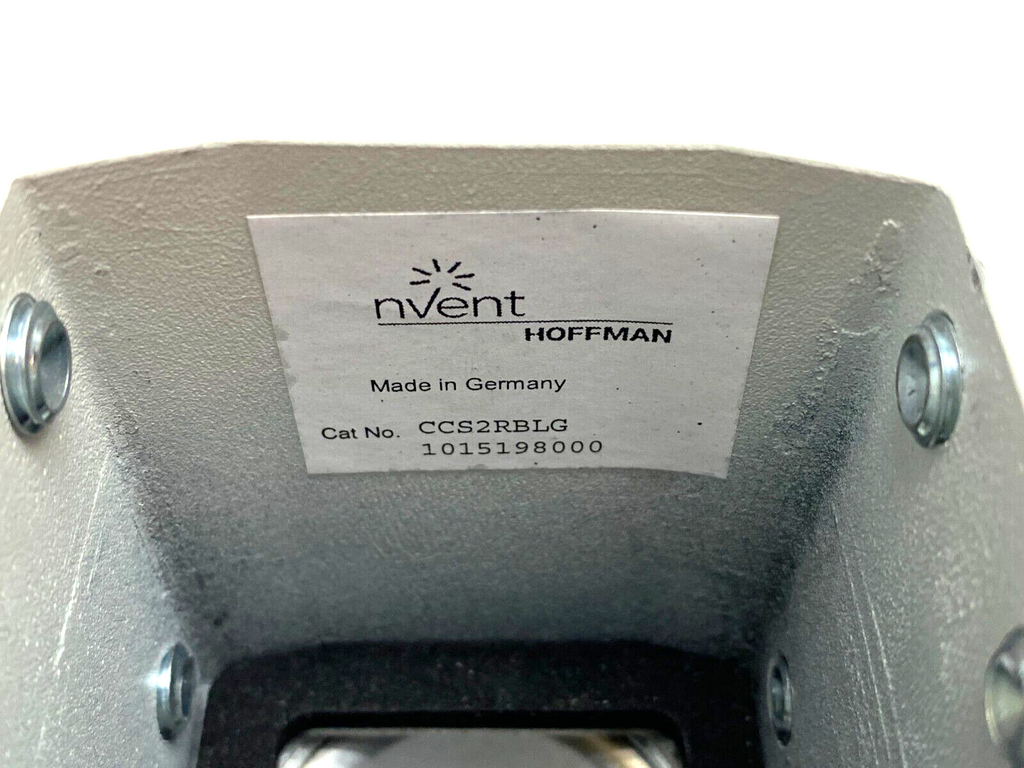 nVent
HOFFMAN
Made in Germany
Cat No. CCS2RBLG
1015198000